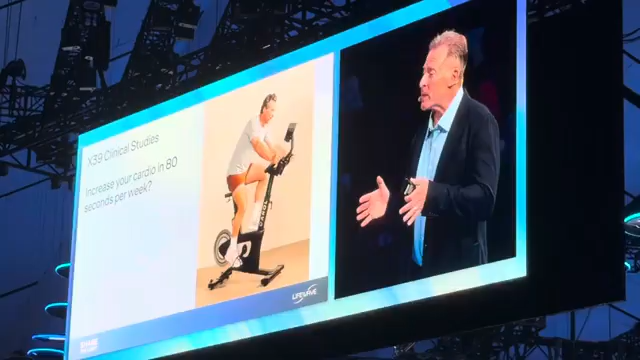 X39 Clinical Studies
Increase your cardio in 80
seconds per week?
LIFEWAVE